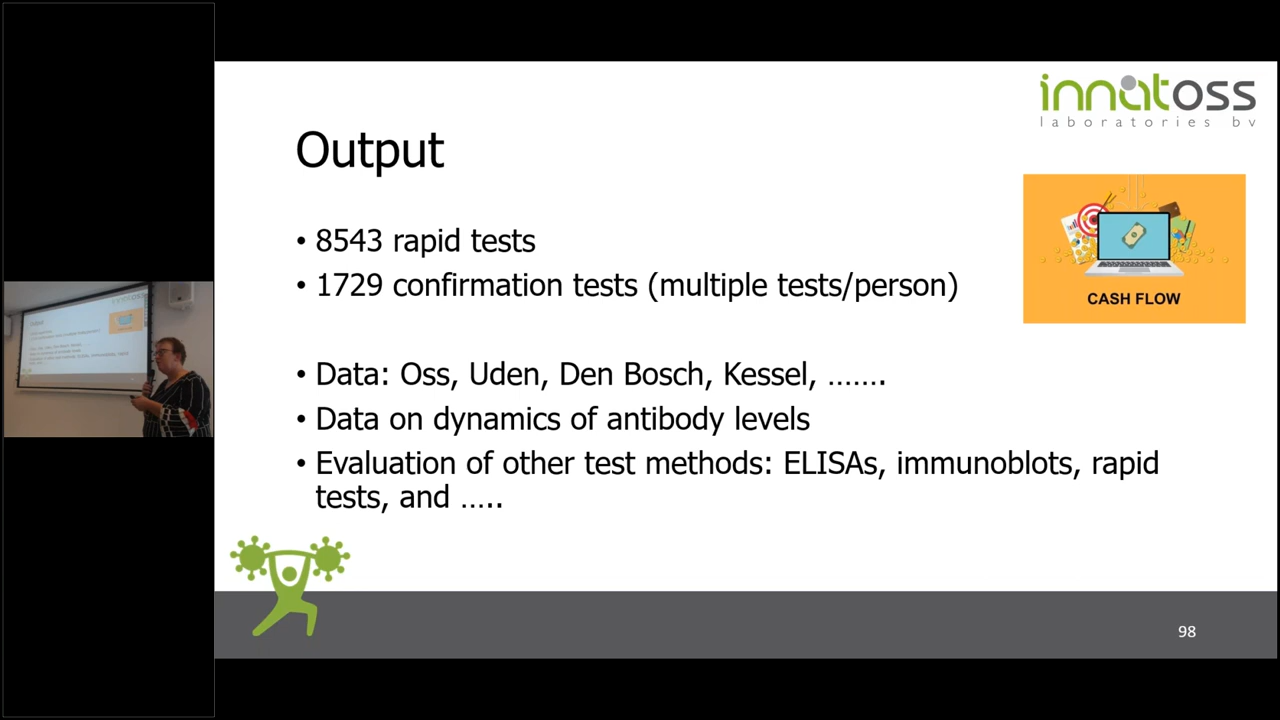 innatoss
laboratories bv
Output
• 8543 rapid tests
• 1729 confirmation tests (multiple tests/person)
CASH FLOW
• Data: Oss, Uden, Den Bosch, Kessel, …….
• Data on dynamics of antibody levels
• Evaluation of other test methods: ELISAs, immunoblots, rapid
tests, and …..
98